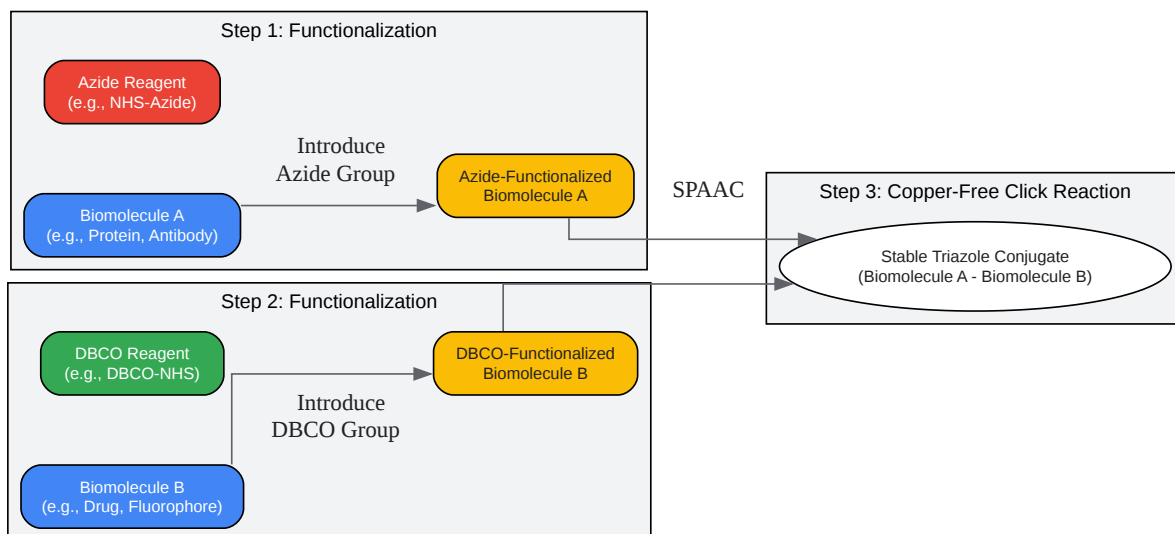 Step 1: Functionalization
Azide Reagent
(e.g., NHS-Azide)
Introduce
Azide Group
Azide-Functionalized
Biomolecule A
Biomolecule A
(e.g., Protein, Antibody)
SPAAC
Step 3: Copper-Free Click Reaction
Stable Triazole Conjugate
(Biomolecule A - Biomolecule B)
Step 2: Functionalization
DBCO Reagent
(e.g., DBCO-NHS)
DBCO-Functionalized
Biomolecule B
Introduce
DBCO Group
Biomolecule B
(e.g., Drug, Fluorophore)